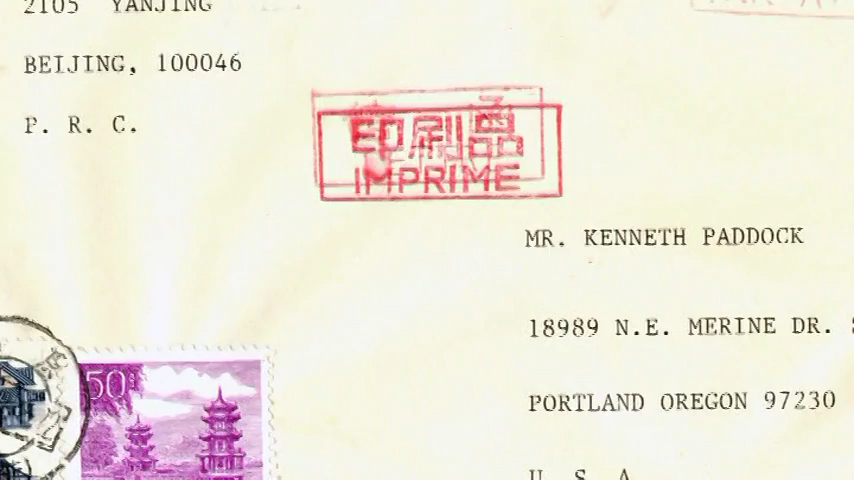 2105 YANJING
BEIJING, 100046
P. R. C.
印刷品
IMPRIME
MR. KENNETH PADDOCK
18989 N.E. MERINE DR.
PORTLAND OREGON 97230
U. S. A.
50